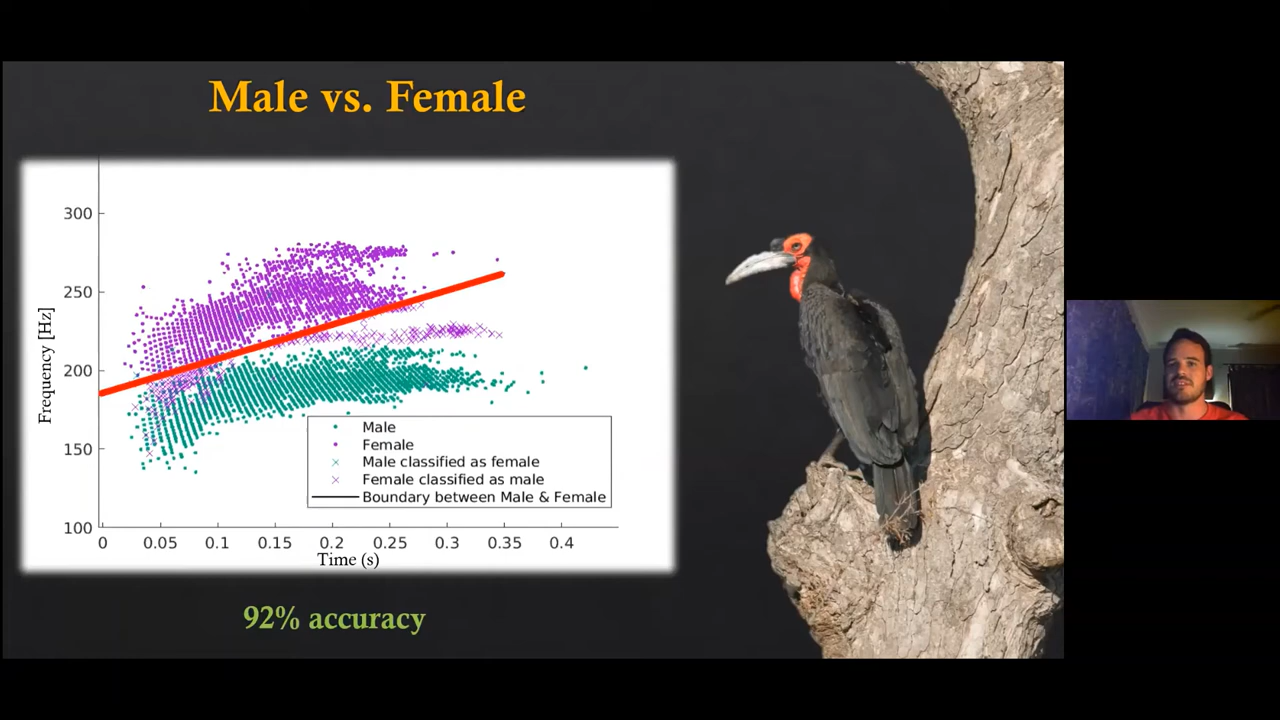 Male vs. Female
300
250
200
150
100
Frequency [Hz]
0 0.05 0.1 0.15 0.2 0.25 0.3 0.35 0.4
Time (s)
Male
Female
Male classified as female
Female classified as male
Boundary between Male & Female
92% accuracy